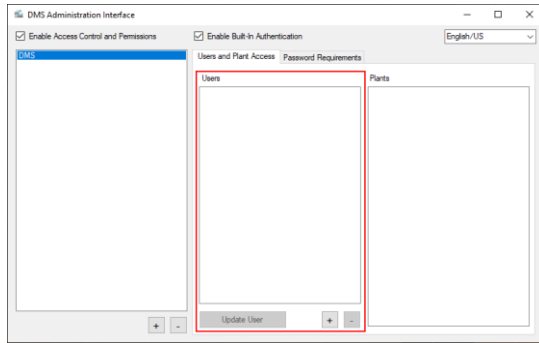 DMS Administration Interface
Enable Access Control and Permissions
Enable Built-In Authentication
English/US
DMS
Users and Plant Access
Password Requirements
Users
Plants
Update User
+
-
+
-